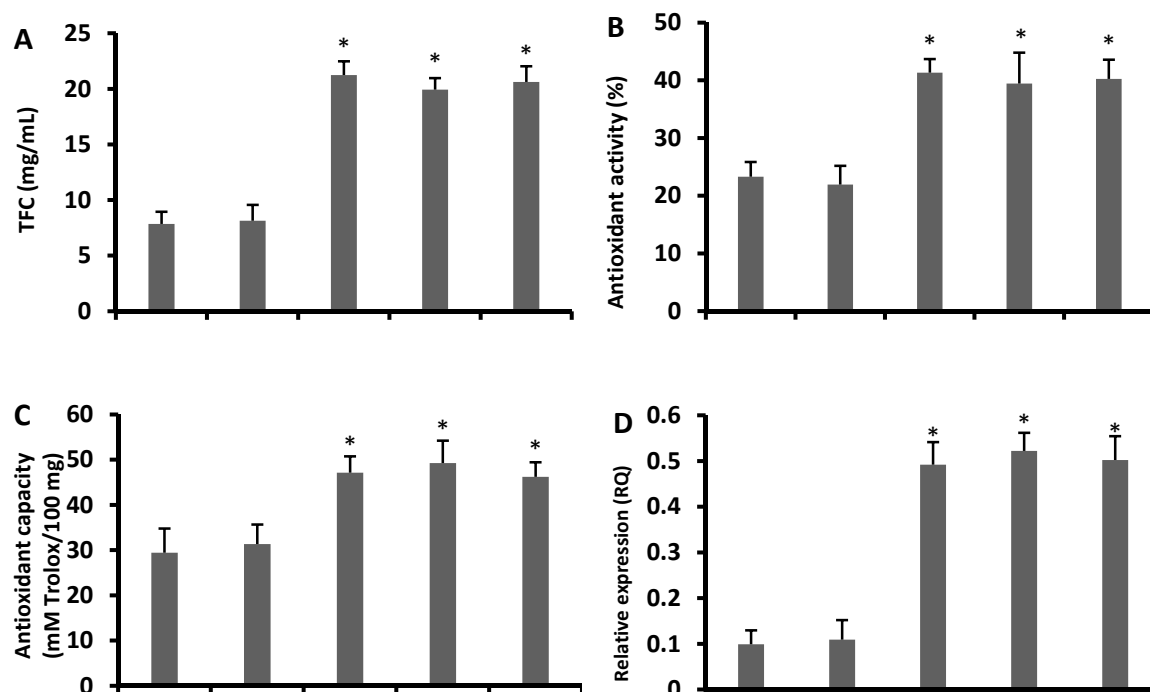 A
TFC (mg/mL)
25
20
15
10
5
0
* * *
B
Antioxidant activity (%)
50
40
30
20
10
0
* * *
C
Antioxidant capacity
(mM Trolox/100 mg)
60
50
40
30
20
10
0
* * *
D
Relative expression (RQ)
0.6
0.5
0.4
0.3
0.2
0.1
0
* * *